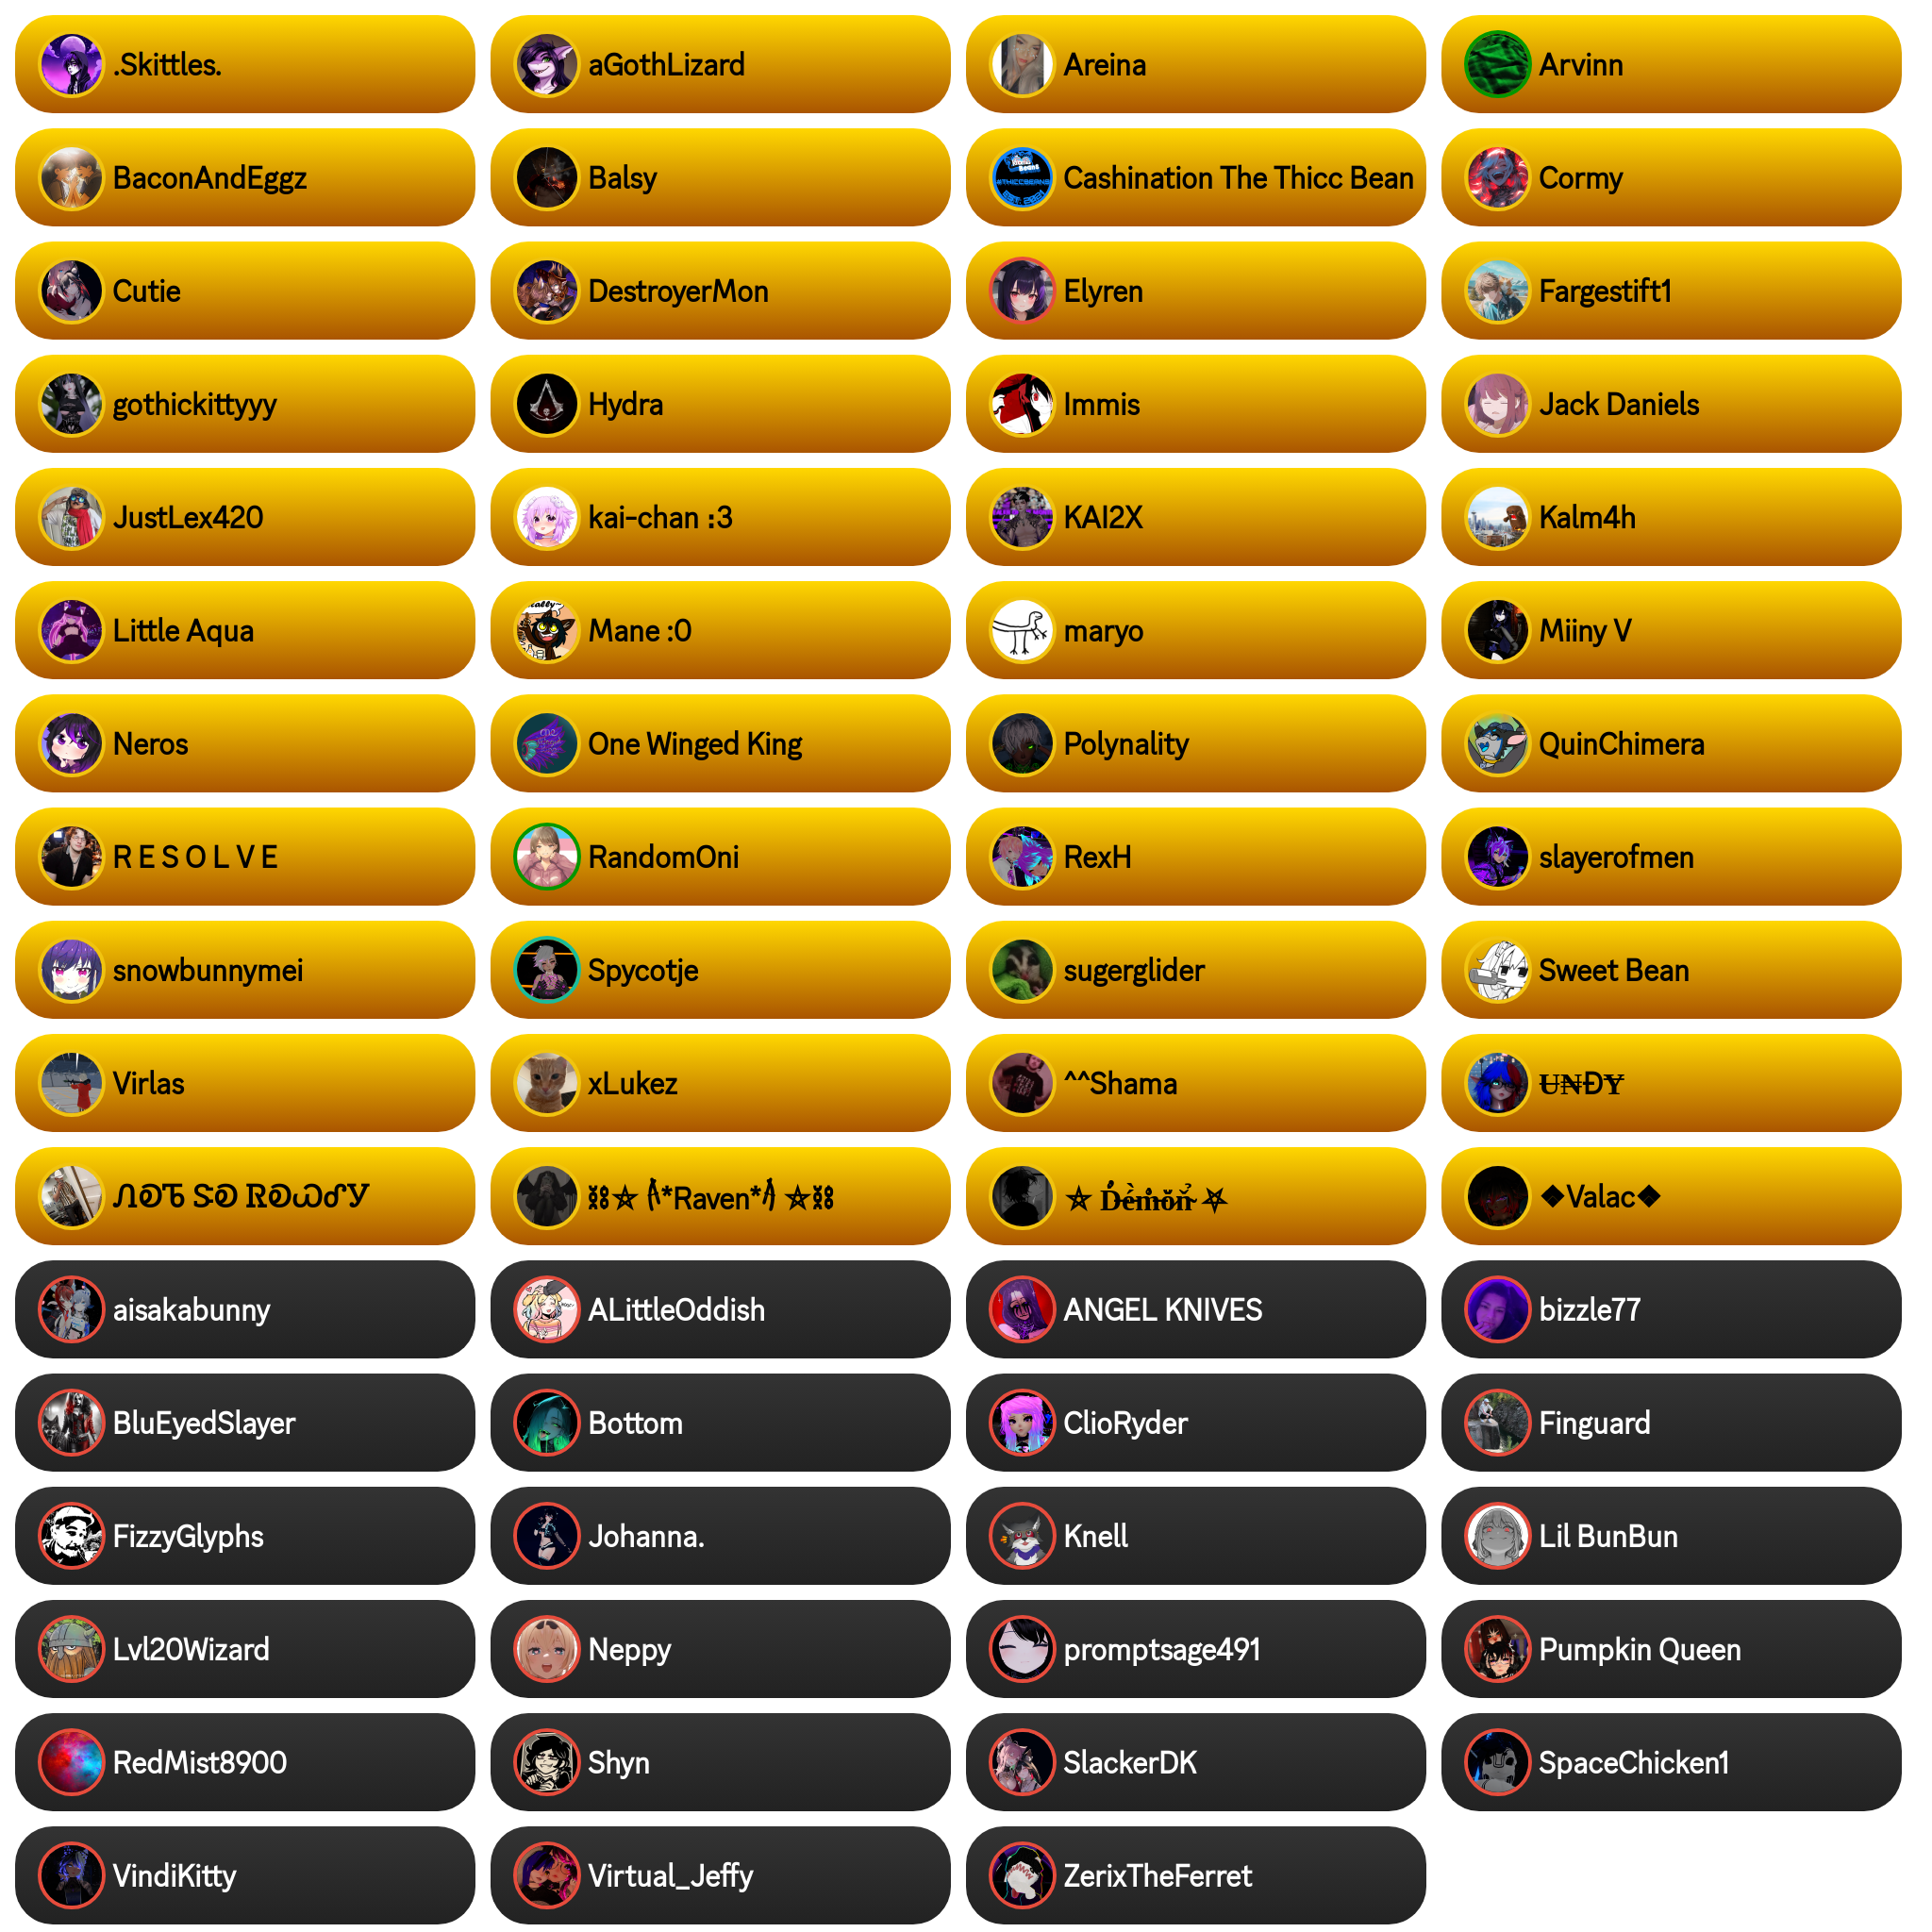 .Skittles.
aGothLizard
Areina
Arvinn
BaconAndEggz
Balsy
Cashination The Thicc Bean
Cormy
Cutie
DestroyerMon
Elyren
Fargestift1
gothickittyyy
Hydra
Immis
Jack Daniels
JustLex420
kai-chan :3
KAI2X
Kalm4h
Little Aqua
Mane :0
maryo
Miiny V
Neros
One Winged King
Polynality
QuinChimera
R E S O L V E
RandomOni
RexH
slayerofmen
snowbunnymei
Spycotje
sugerglider
Sweet Bean
Virlas
xLukez
^^Shama
U̶N̶D̶Y̶
❖Valac❖
aisakabunny
ALittleOddish
ANGEL KNIVES
bizzle77
BluEyedSlayer
Bottom
ClioRyder
Finguard
FizzyGlyphs
Johanna.
Knell
Lil BunBun
Lvl20Wizard
Neppy
promptsage491
Pumpkin Queen
RedMist8900
Shyn
SlackerDK
SpaceChicken1
VindiKitty
Virtual_Jeffy
ZerixTheFerret